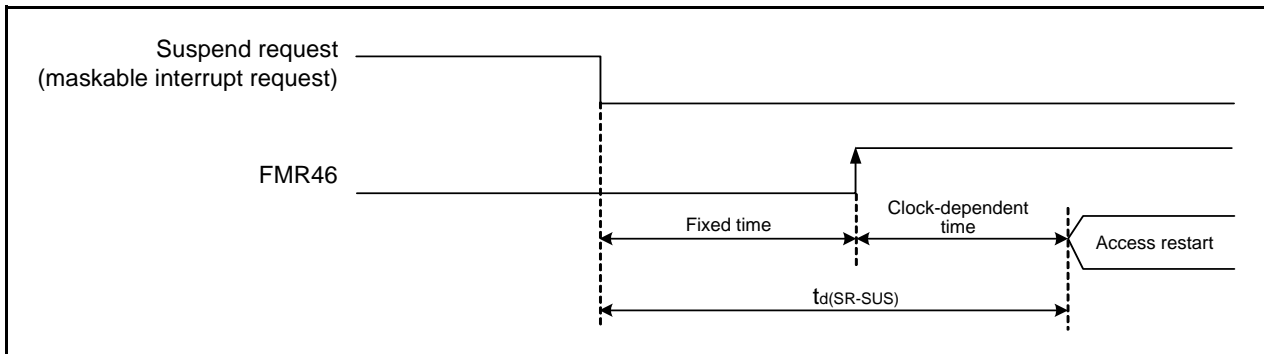 Suspend request
(maskable interrupt request)
FMR46
Fixed time
Clock-dependent
time
Access restart
td(SR-SUS)